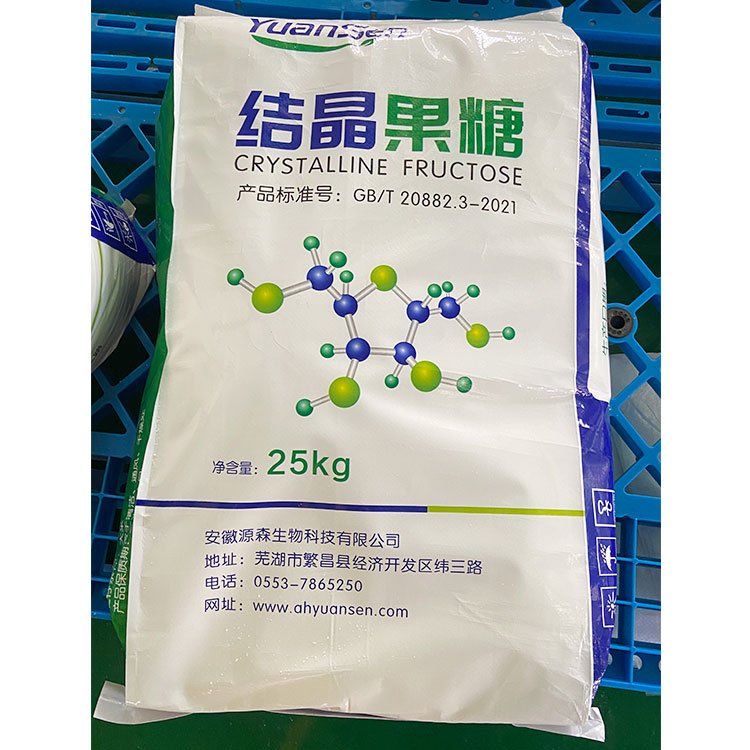 YuanSen
结晶果糖
CRYSTALLINE FRUCTOSE
产品标准号：GB/T 20882.3-2021
净含量：25kg
安徽源森生物科技有限公司
地址：芜湖市繁昌县经济开发区纬三路
电话：0553-7865250
网址：www.ahyuansen.com